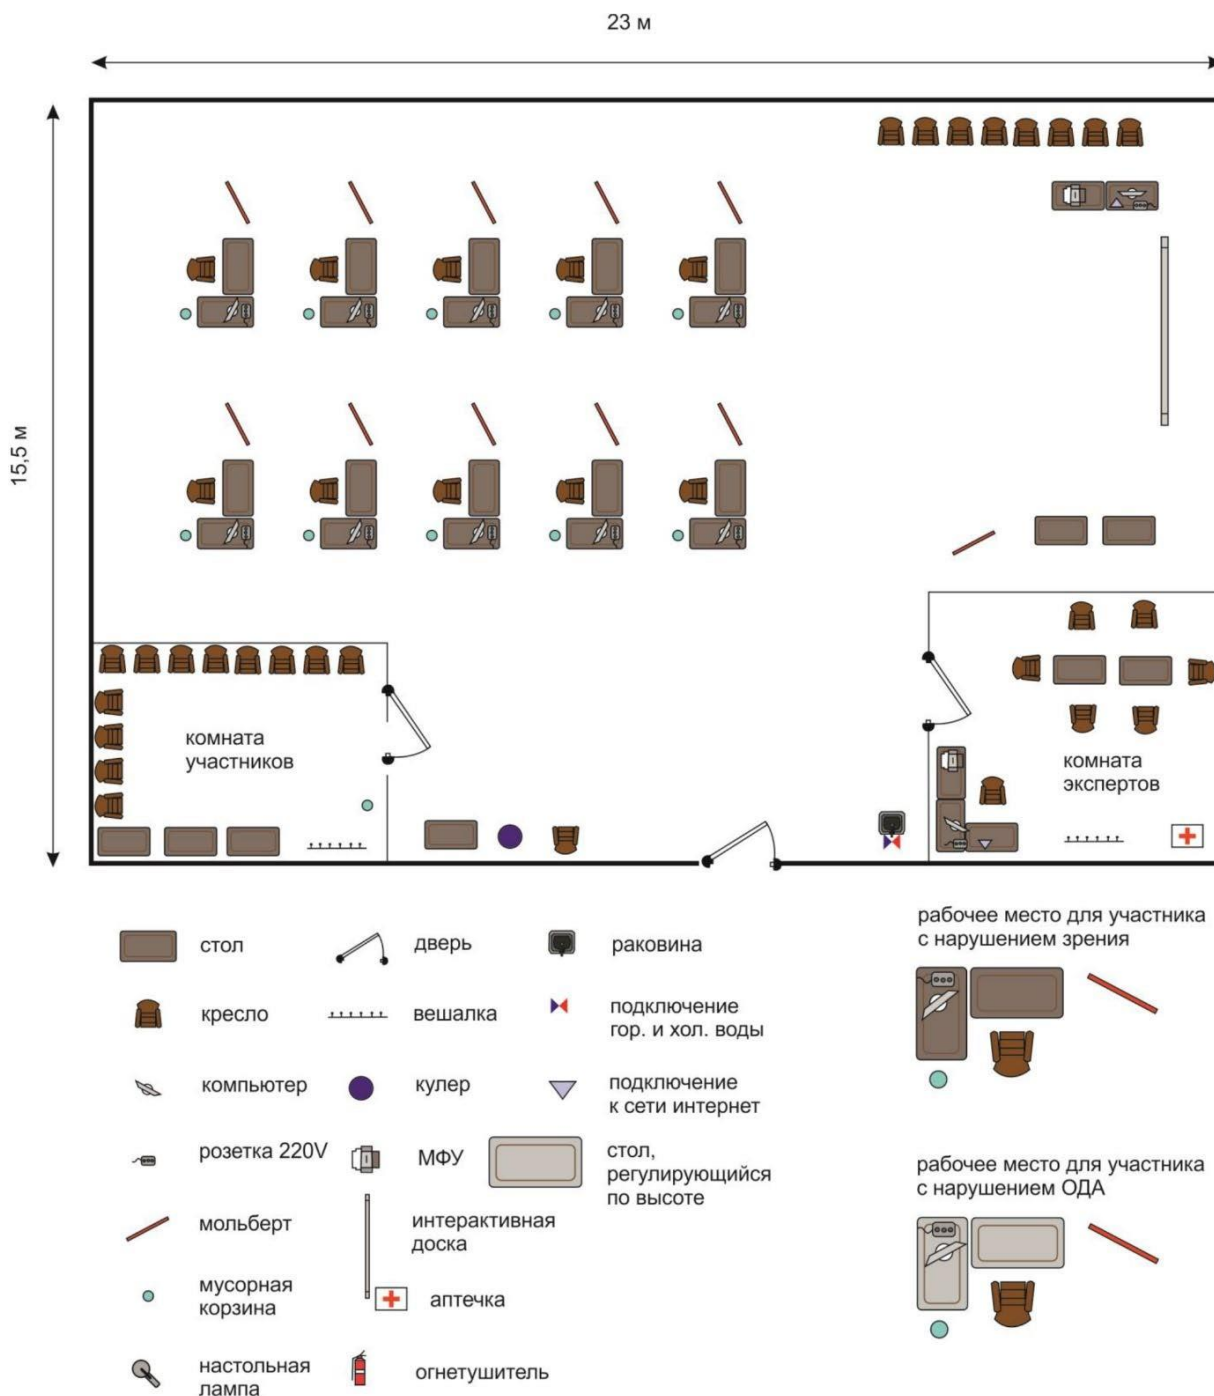 23 м
15,5 м
комната
участников
комната
экспертов
стол
дверь
раковина
кресло
вешалка
подключение
гор. и хол. воды
компьютер
кулер
подключение
к сети интернет
розетка 220V
МФУ
стол,
регулирующийся
по высоте
мольберт
интерактивная
доска
мусорная
корзина
аптечка
настольная
лампа
огнетушитель
рабочее место для участника
с нарушением зрения
рабочее место для участника
с нарушением ОДА